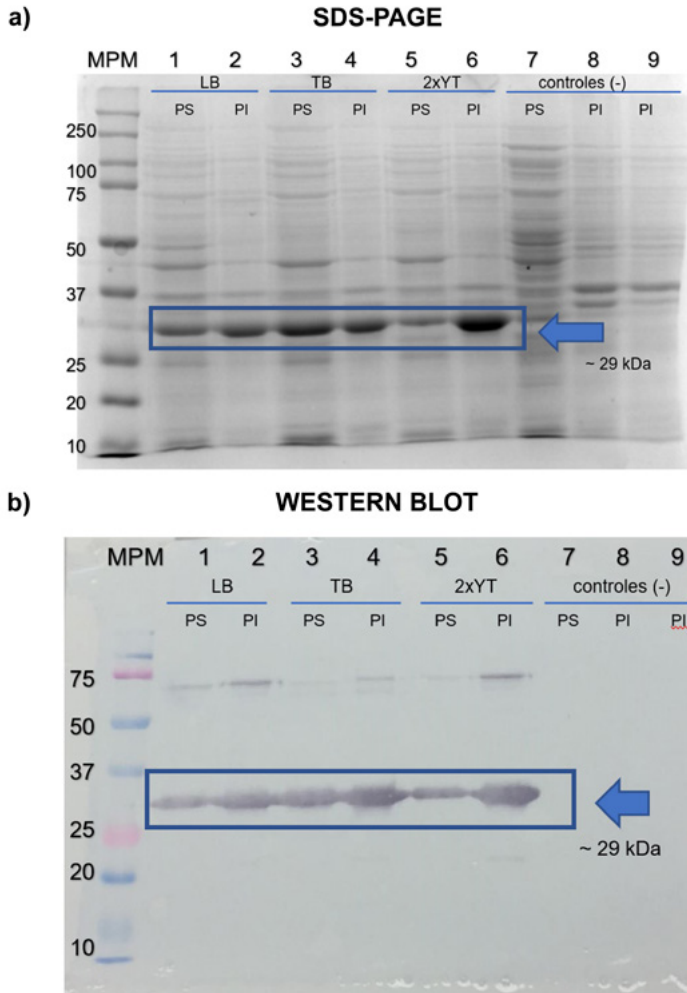 a) SDS-PAGE
MPM 1 2 3 4 5 6 7 8 9
LB TB 2xYT controles (-)
PS PI PS PI PS PI PS PI PI
250
100
75
50
37
25
20
10
~ 29 kDa
b) WESTERN BLOT
MPM 1 2 3 4 5 6 7 8 9
LB TB 2xYT controles (-)
PS PI PS PI PS PI PS PI PI
75
50
37
25
20
10
~ 29 kDa